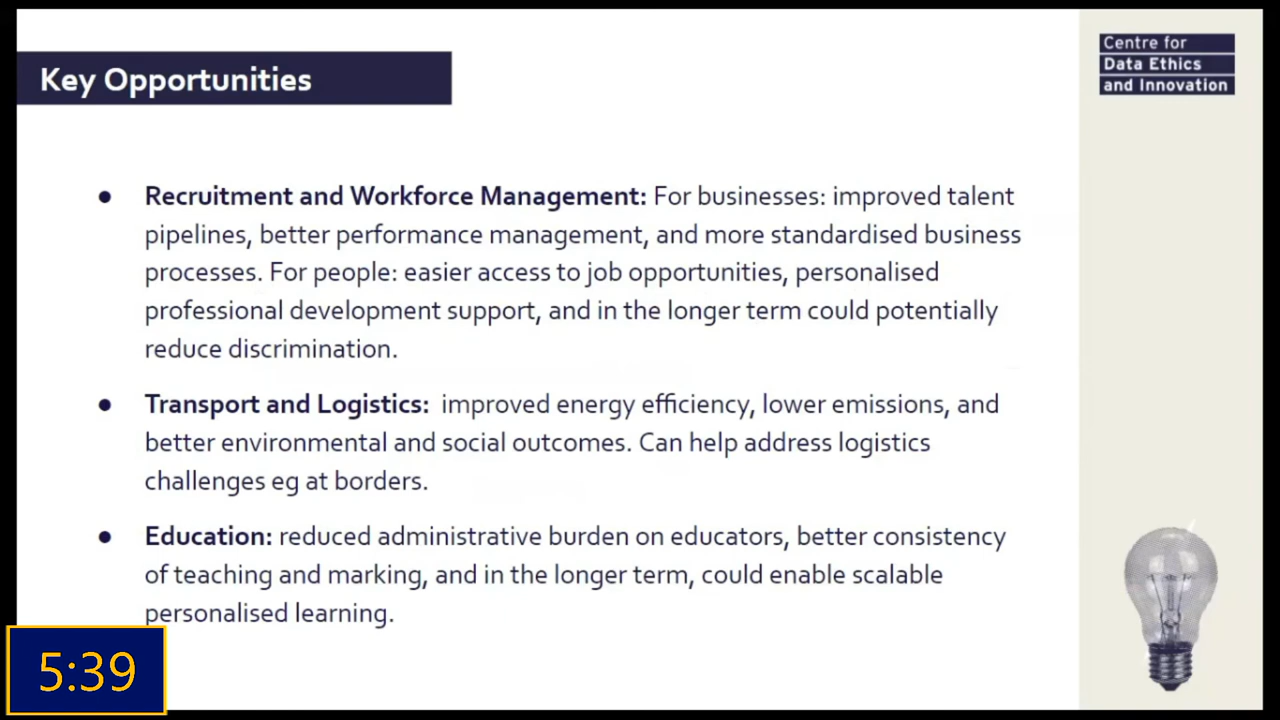 Key Opportunities
Centre for
Data Ethics
and Innovation
● Recruitment and Workforce Management: For businesses: improved talent
pipelines, better performance management, and more standardised business
processes. For people: easier access to job opportunities, personalised
professional development support, and in the longer term could potentially
reduce discrimination.
● Transport and Logistics: improved energy efficiency, lower emissions, and
better environmental and social outcomes. Can help address logistics
challenges eg at borders.
● Education: reduced administrative burden on educators, better consistency
of teaching and marking, and in the longer term, could enable scalable
personalised learning.
5:39